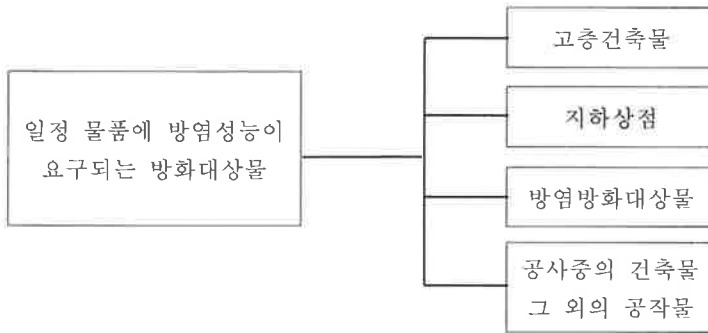 일정 물품에 방염성능이
요구되는 방화대상물
고층건축물
지하상점
방염방화대상물
공사중의 건축물
그 외의 공작물